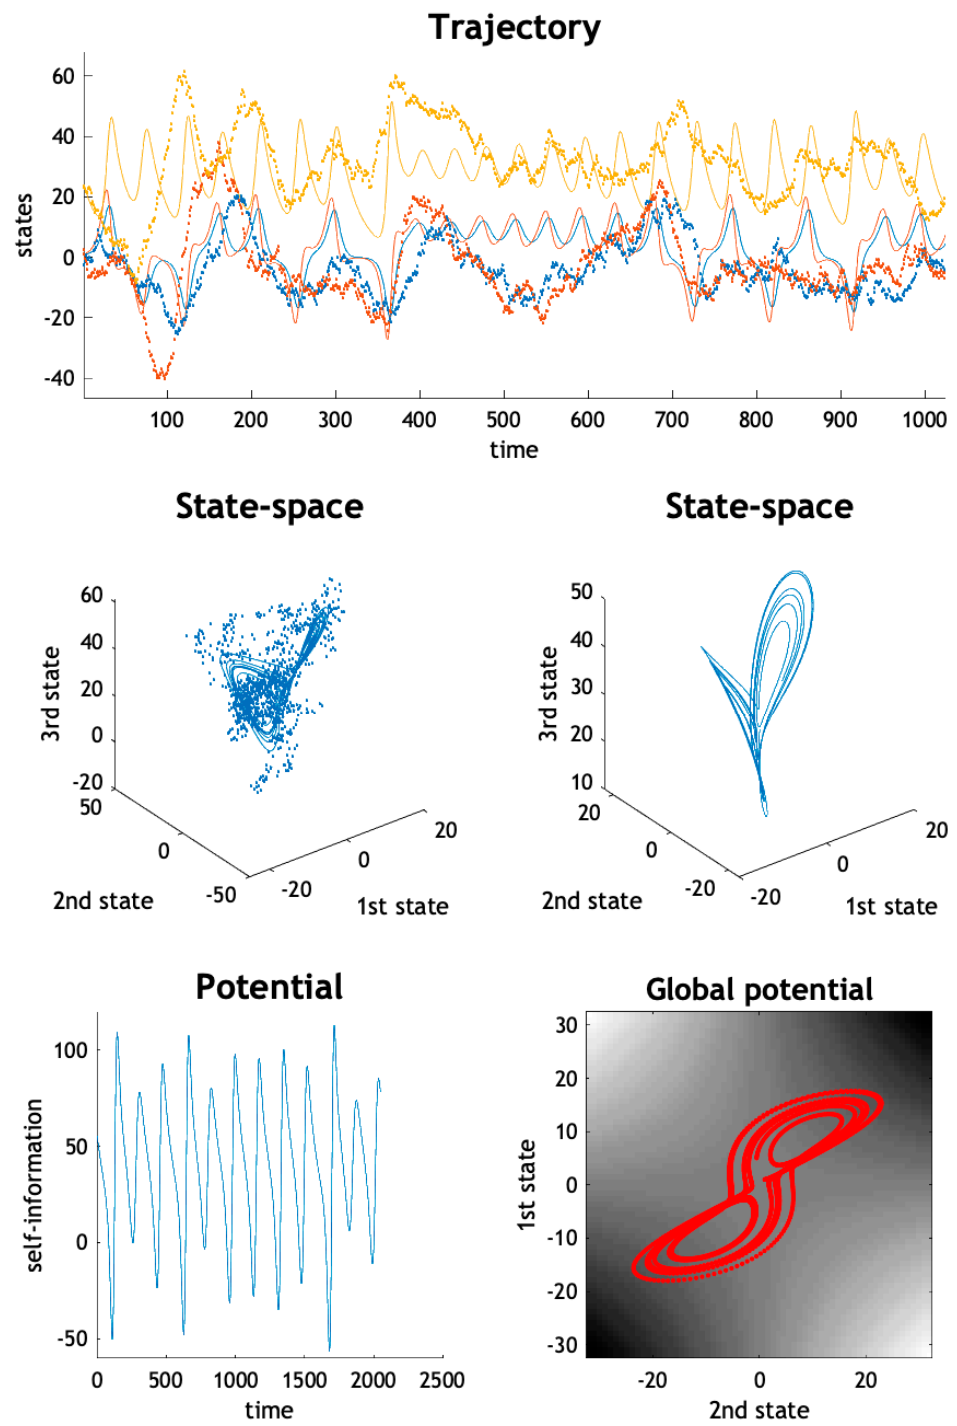 Trajectory
60
40
20
0
-20
-40
states
100 200 300 400 500 600 700 800 900 1000
time
State-space State-space
60
40
20
0
-20
3rd state
50
0
-50
2nd state
-20
0
20
1st state
50
40
30
20
10
3rd state
20
0
-20
2nd state
-20
0
20
1st state
Potential
100
50
0
-50
self-information
0 500 1000 1500 2000 2500
time
Global potential
30
20
10
0
-10
-20
-30
1st state
-20 0 20
2nd state